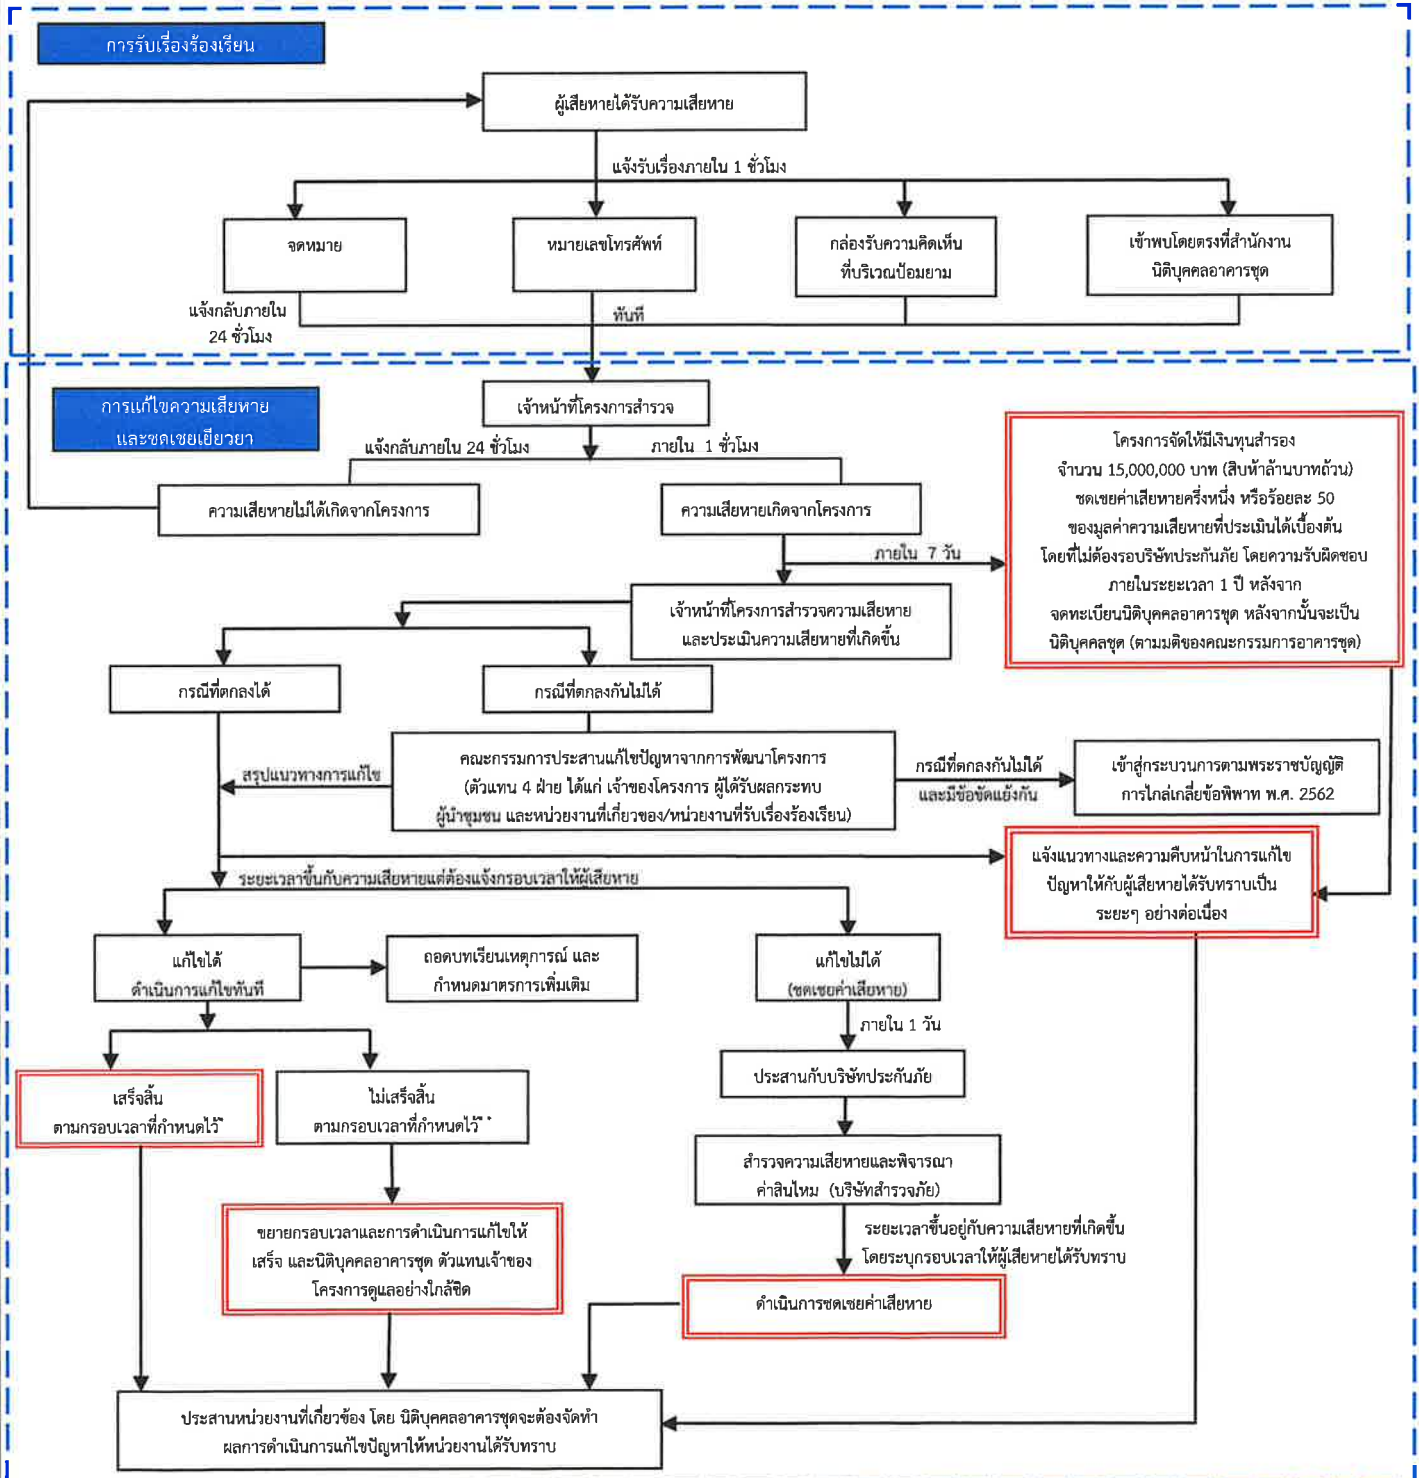 การรับเรื่องร้องเรียน
ผู้เสียหายได้รับความเสียหาย
แจ้งรับเรื่องภายใน 1 ชั่วโมง
จดหมาย
หมายเลขโทรศัพท์
กล่องรับความคิดเห็น
ที่บริเวณป้อมยาม
เข้าพบโดยตรงที่สำนักงาน
นิติบุคคลอาคารชุด
แจ้งกลับภายใน
24 ชั่วโมง
ทันที
การแก้ไขความเสียหาย
และชดเชยเยียวยา
เจ้าหน้าที่โครงการสำรวจ
แจ้งกลับภายใน 24 ชั่วโมง
ภายใน 1 ชั่วโมง
ความเสียหายไม่ได้เกิดจากโครงการ
ความเสียหายเกิดจากโครงการ
ภายใน 7 วัน
โครงการจัดให้มีเงินทุนสำรอง
จำนวน 15,000,000 บาท (สิบห้าล้านบาทถ้วน)
ชดเชยค่าเสียหายครึ่งหนึ่ง หรือร้อยละ 50
ของมูลค่าความเสียหายที่ประเมินได้เบื้องต้น
โดยที่ไม่ต้องรอบริษัทประกันภัย โดยความรับผิดชอบ
ภายในระยะเวลา 1 ปี หลังจาก
จดทะเบียนนิติบุคคลอาคารชุด หลังจากนั้นจะเป็น
นิติบุคคลชุด (ตามมติของคณะกรรมการอาคารชุด)
เจ้าหน้าที่โครงการสำรวจความเสียหาย
และประเมินความเสียหายที่เกิดขึ้น
กรณีที่ตกลงได้
กรณีที่ตกลงกันไม่ได้
สรุปแนวทางการแก้ไข
คณะกรรมการประสานแก้ไขปัญหาจากการพัฒนาโครงการ
(ตัวแทน 4 ฝ่าย ได้แก่ เจ้าของโครงการ ผู้ได้รับผลกระทบ
ผู้นำชุมชน และหน่วยงานที่เกี่ยวของ/หน่วยงานที่รับเรื่องร้องเรียน)
กรณีที่ตกลงกันไม่ได้
และมีข้อขัดแย้งกัน
เข้าสู่กระบวนการตามพระราชบัญญัติ
การไกล่เกลี่ยข้อพิพาท พ.ศ. 2562
แจ้งแนวทางและความคืบหน้าในการแก้ไข
ปัญหาให้กับผู้เสียหายได้รับทราบเป็น
ระยะๆ อย่างต่อเนื่อง
ระยะเวลาขึ้นกับความเสียหายแต่ต้องแจ้งกรอบเวลาให้ผู้เสียหาย
แก้ไขได้
ดำเนินการแก้ไขทันที
ถอดบทเรียนเหตุการณ์ และ
กำหนดมาตรการเพิ่มเติม
แก้ไขไม่ได้
(ชดเชยค่าเสียหาย)
ภายใน 1 วัน
เสร็จสิ้น
ตามกรอบเวลาที่กำหนดไว้*
ไม่เสร็จสิ้น
ตามกรอบเวลาที่กำหนดไว้**
ประสานกับบริษัทประกันภัย
สำรวจความเสียหายและพิจารณา
ค่าสินไหม (บริษัทสำรวจภัย)
ขยายกรอบเวลาและการดำเนินการแก้ไขให้
เสร็จ และนิติบุคคลอาคารชุด ตัวแทนเจ้าของ
โครงการดูแลอย่างใกล้ชิด
ระยะเวลาขึ้นอยู่กับความเสียหายที่เกิดขึ้น
โดยระบุกรอบเวลาให้ผู้เสียหายได้รับทราบ
ดำเนินการชดเชยค่าเสียหาย
ประสานหน่วยงานที่เกี่ยวข้อง โดย นิติบุคคลอาคารชุดจะต้องจัดทำ
ผลการดำเนินการแก้ไขปัญหาให้หน่วยงานได้รับทราบ